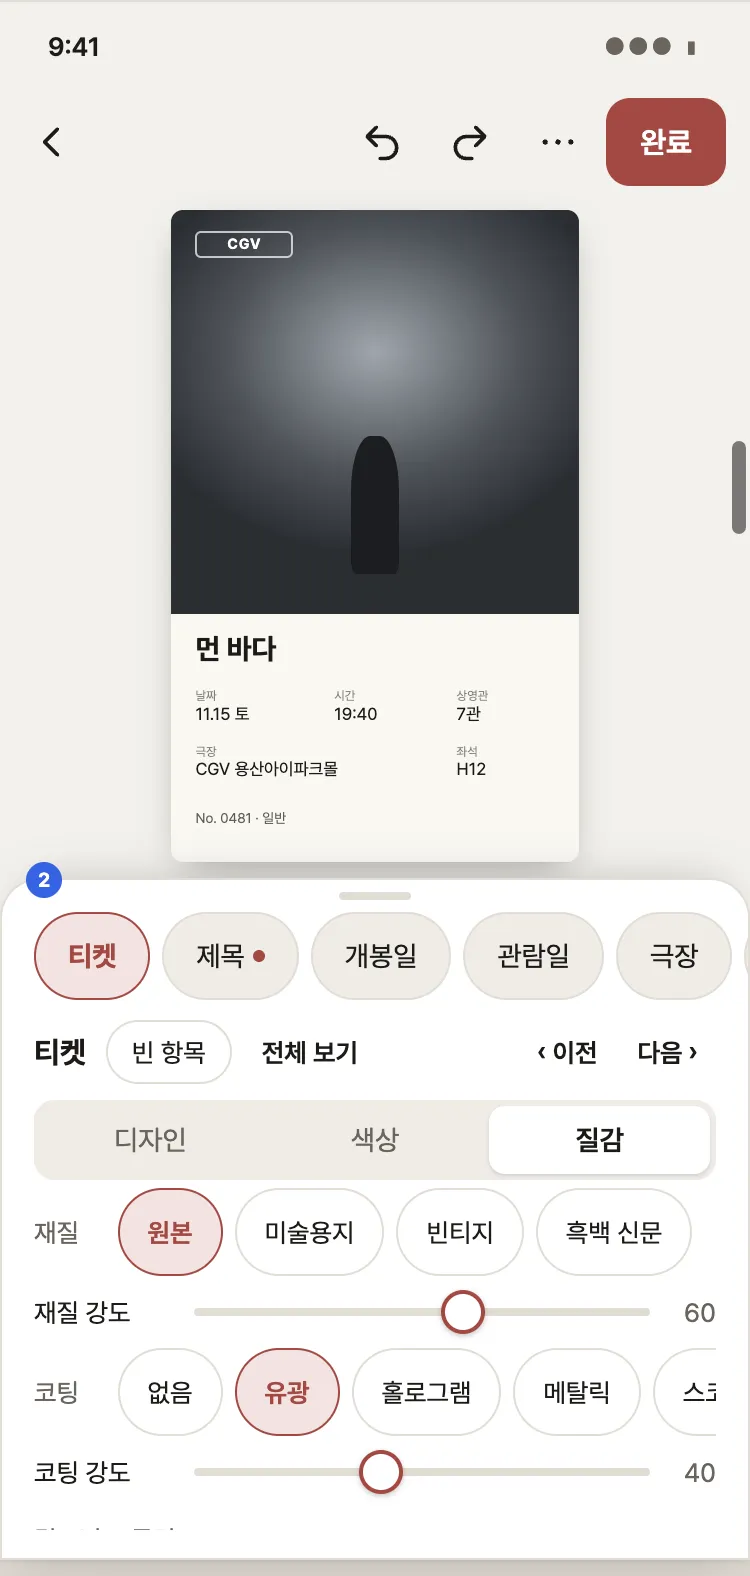 9:41
완료
CGV
먼 바다
날짜 시간 상영관
11.15 토 19:40 7관
극장 좌석
CGV 용산아이파크몰 H12
No. 0481 · 일반
2
티켓 제목 개봉일 관람일 극장
티켓 빈 항목 전체 보기 ‹ 이전 다음 ›
디자인 색상 질감
재질 원본 미술용지 빈티지 흑백 신문
재질 강도 60
코팅 없음 유광 홀로그램 메탈릭
코팅 강도 40